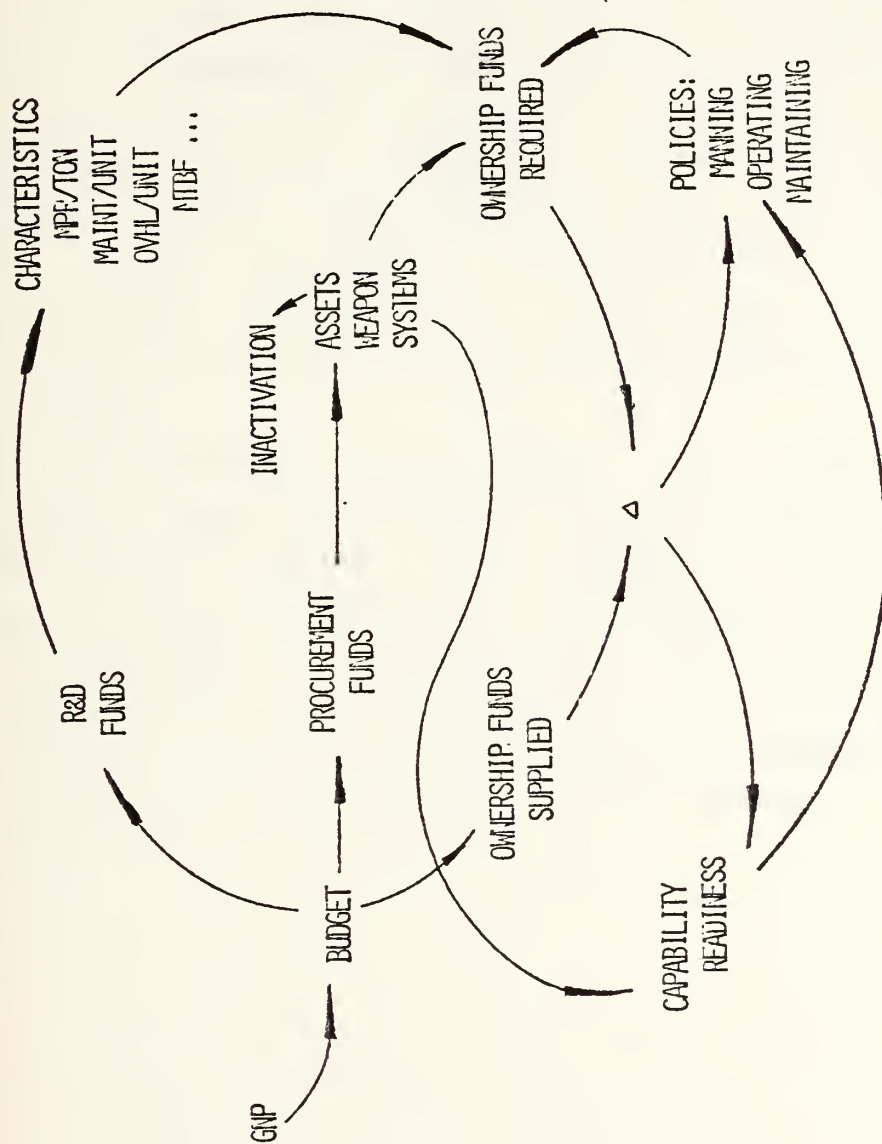 CHARACTERISTICS
MPR/TON
MAINT/UNIT
OVHL/UNIT
MTBF ...
R&D
FUNDS
INACTIVATION
GNP
BUDGET
PROCUREMENT
FUNDS
ASSETS
WEAPON
SYSTEMS
OWNERSHIP FUNDS
REQUIRED
OWNERSHIP FUNDS
SUPPLIED
Δ
CAPABILITY
READINESS
POLICIES:
MANNING
OPERATING
MAINTAINING